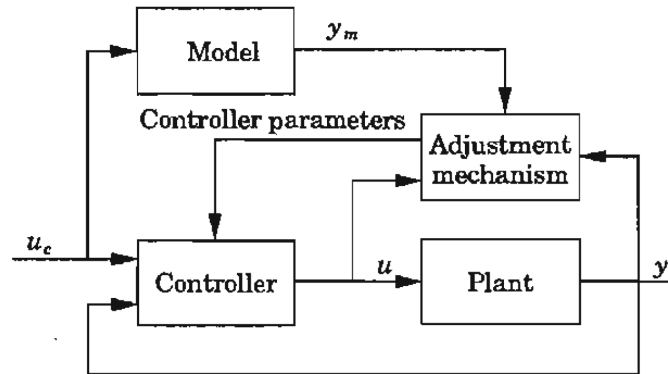 y_m
Model
Controller parameters
Adjustment
mechanism
u_c
Controller
u
Plant
y